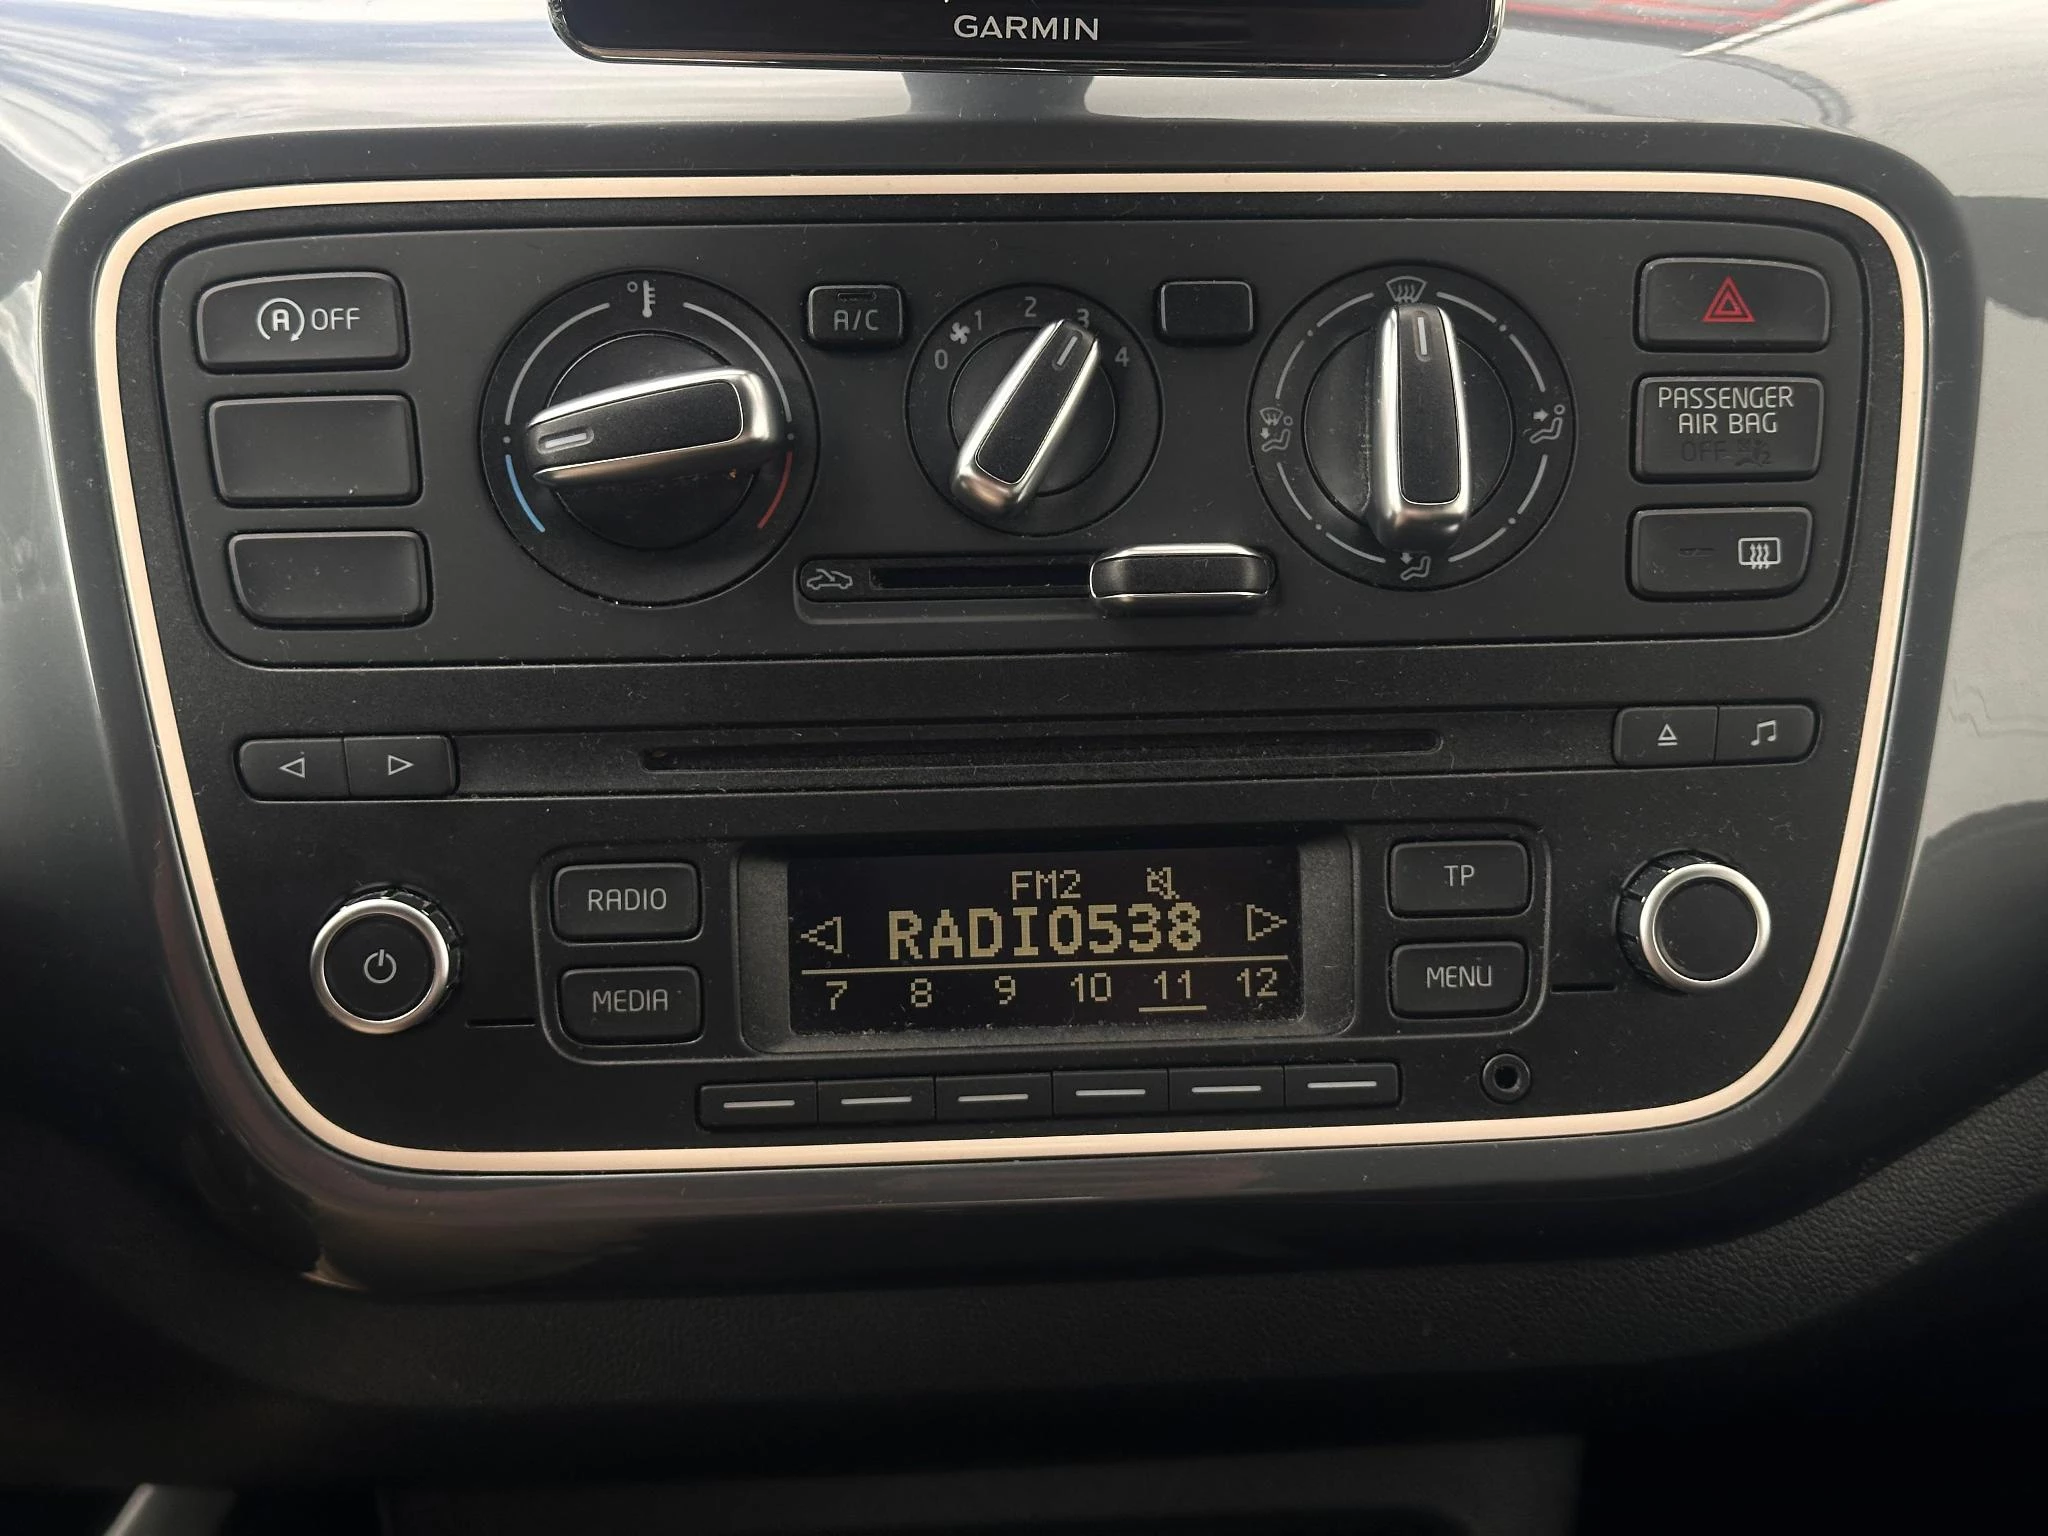 GARMIN
A OFF
A/C
0 1 2 3 4
PASSENGER
AIR BAG
OFF
2
RADIO
MEDIA
FM2
RADIO538
7 8 9 10 11 12
TP
MENU